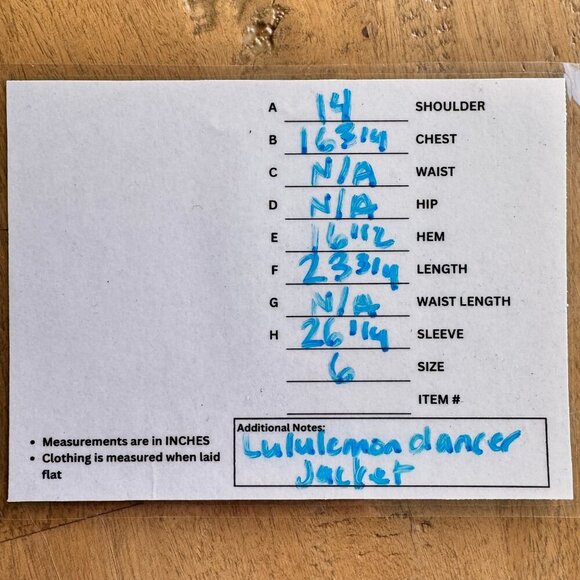 A 14 SHOULDER
B 16 3/4 CHEST
C N/A WAIST
D N/A HIP
E 16 1/2 HEM
F 23 3/4 LENGTH
G N/A WAIST LENGTH
H 26 1/4 SLEEVE
6 SIZE
ITEM #
• Measurements are in INCHES
• Clothing is measured when laid
flat
Additional Notes:
Lululemon dancer
Jacket